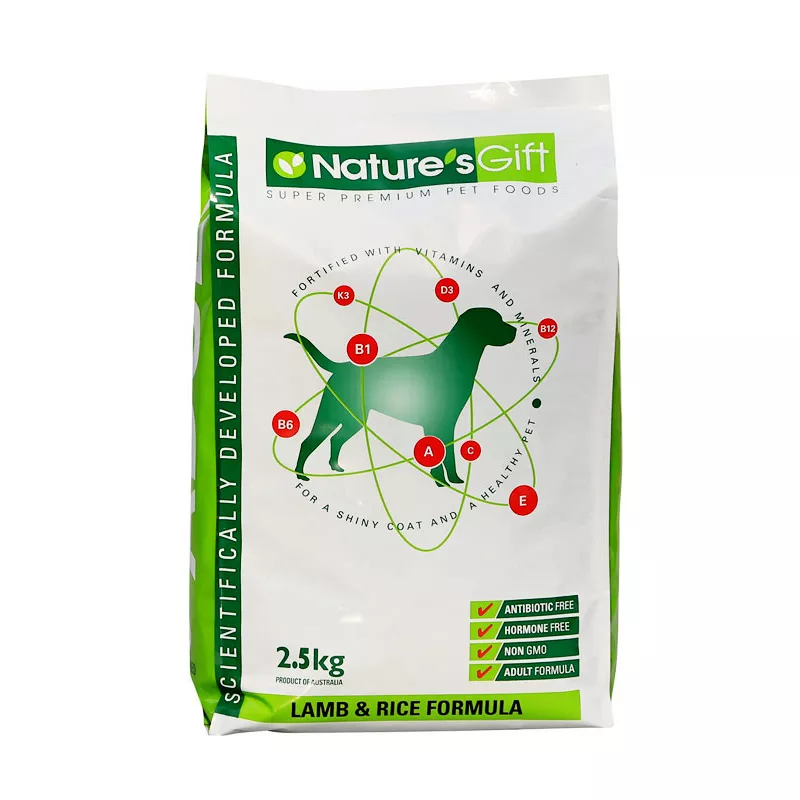 Nature's Gift
SUPER PREMIUM PET FOODS
SCIENTIFICALLY DEVELOPED FORMULA
FORTIFIED WITH VITAMINS AND MINERALS
K3
D3
B12
B1
B6
A
C
E
FOR A SHINY COAT AND A HEALTHY PET
ANTIBIOTIC FREE
HORMONE FREE
NON GMO
ADULT FORMULA
2.5kg
PRODUCT OF AUSTRALIA
LAMB & RICE FORMULA